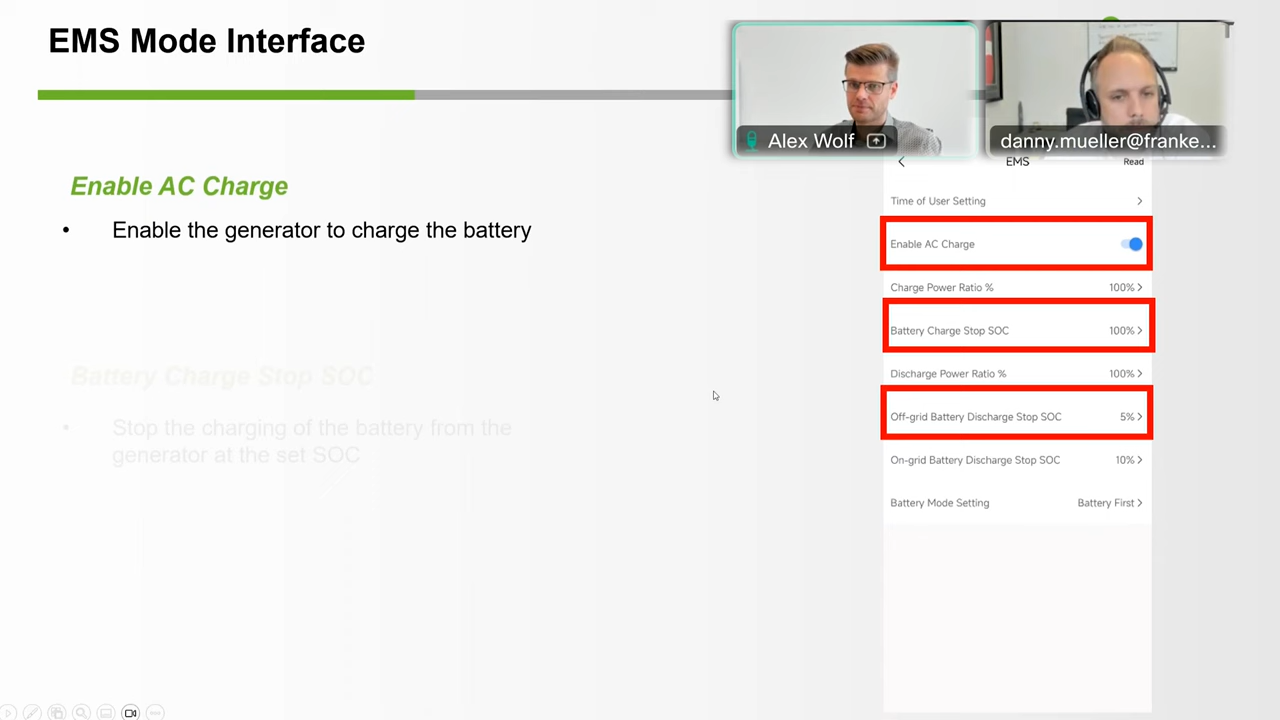 EMS Mode Interface
Alex Wolf
danny.mueller@franke...
Enable AC Charge
• Enable the generator to charge the battery
Battery Charge Stop SOC
• Stop the charging of the battery from the
generator at the set SOC
EMS Read
Time of User Setting
Enable AC Charge
Charge Power Ratio % 100%
Battery Charge Stop SOC 100%
Discharge Power Ratio % 100%
Off-grid Battery Discharge Stop SOC 5%
On-grid Battery Discharge Stop SOC 10%
Battery Mode Setting Battery First